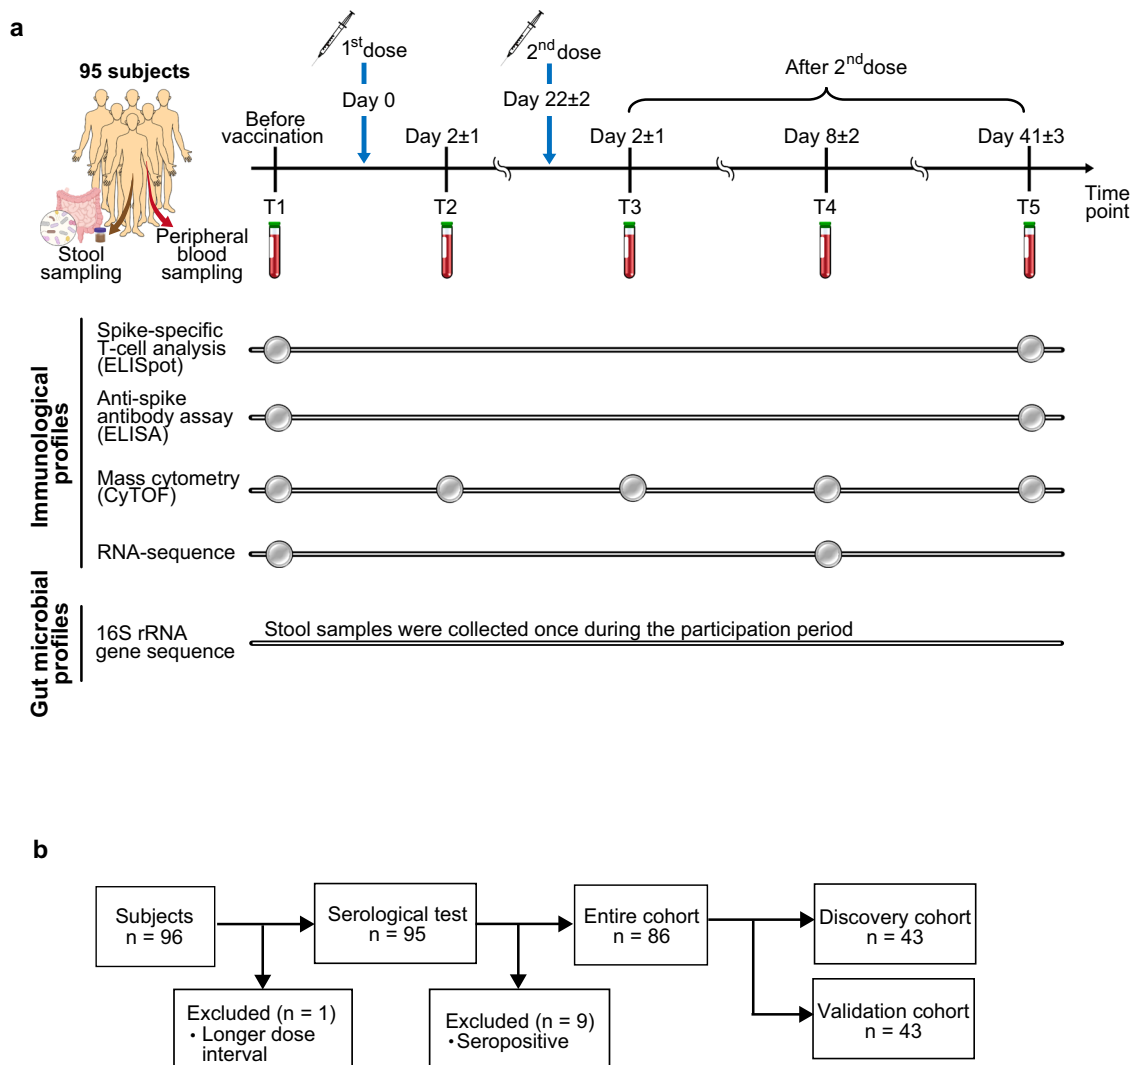 a
95 subjects
Stool
sampling
Peripheral
blood
sampling
1st dose
Day 0
2nd dose
Day 22±2
After 2nd dose
Before
vaccination
Day 2±1
Day 2±1
Day 8±2
Day 41±3
Time
point
T1
T2
T3
T4
T5
Immunological
profiles
Spike-specific
T-cell analysis
(ELISpot)
Anti-spike
antibody assay
(ELISA)
Mass cytometry
(CyTOF)
RNA-sequence
Gut microbial
profiles
16S rRNA
gene sequence
Stool samples were collected once during the participation period
b
Subjects
n = 96
Serological test
n = 95
Entire cohort
n = 86
Discovery cohort
n = 43
Excluded (n = 1)
• Longer dose
interval
Excluded (n = 9)
• Seropositive
Validation cohort
n = 43